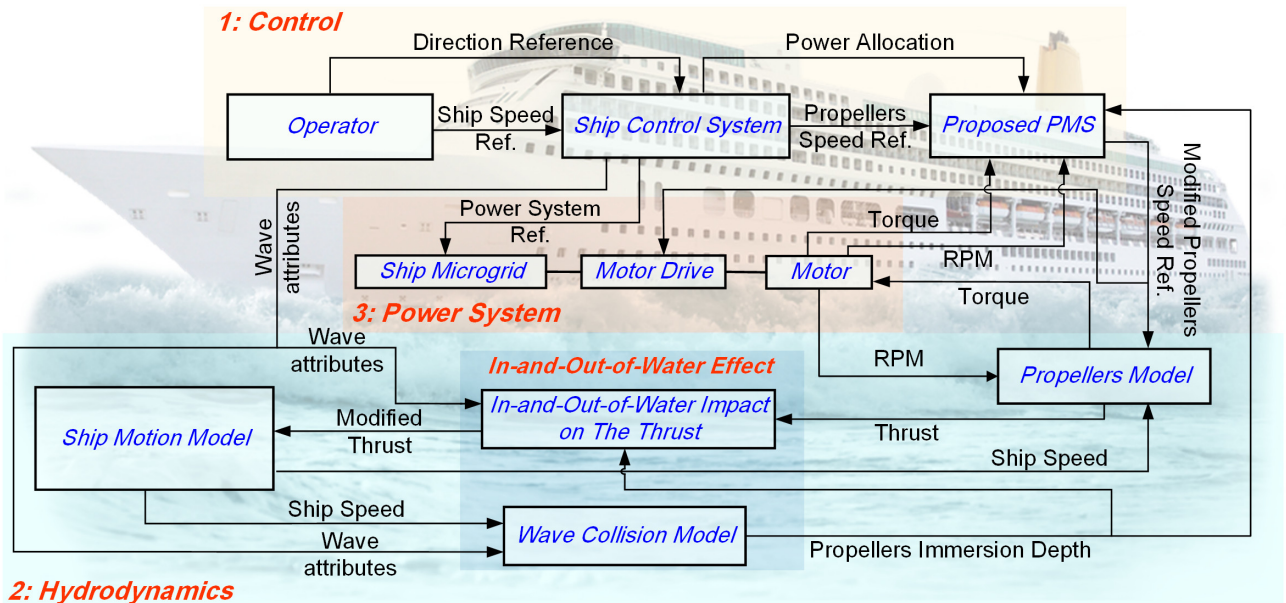 1: Control
Direction Reference
Power Allocation
Operator
Ship Speed
Ref.
Ship Control System
Propellers
Speed Ref.
Proposed PMS
Modified Propellers
Speed Ref.
Wave
attributes
Power System
Ref.
Torque
RPM
Ship Microgrid
Motor Drive
Motor
Torque
3: Power System
Wave
attributes
In-and-Out-of-Water Effect
RPM
Propellers Model
In-and-Out-of-Water Impact
on The Thrust
Modified
Thrust
Thrust
Ship Motion Model
Ship Speed
Ship Speed
Wave Collision Model
Wave
attributes
Propellers Immersion Depth
2: Hydrodynamics